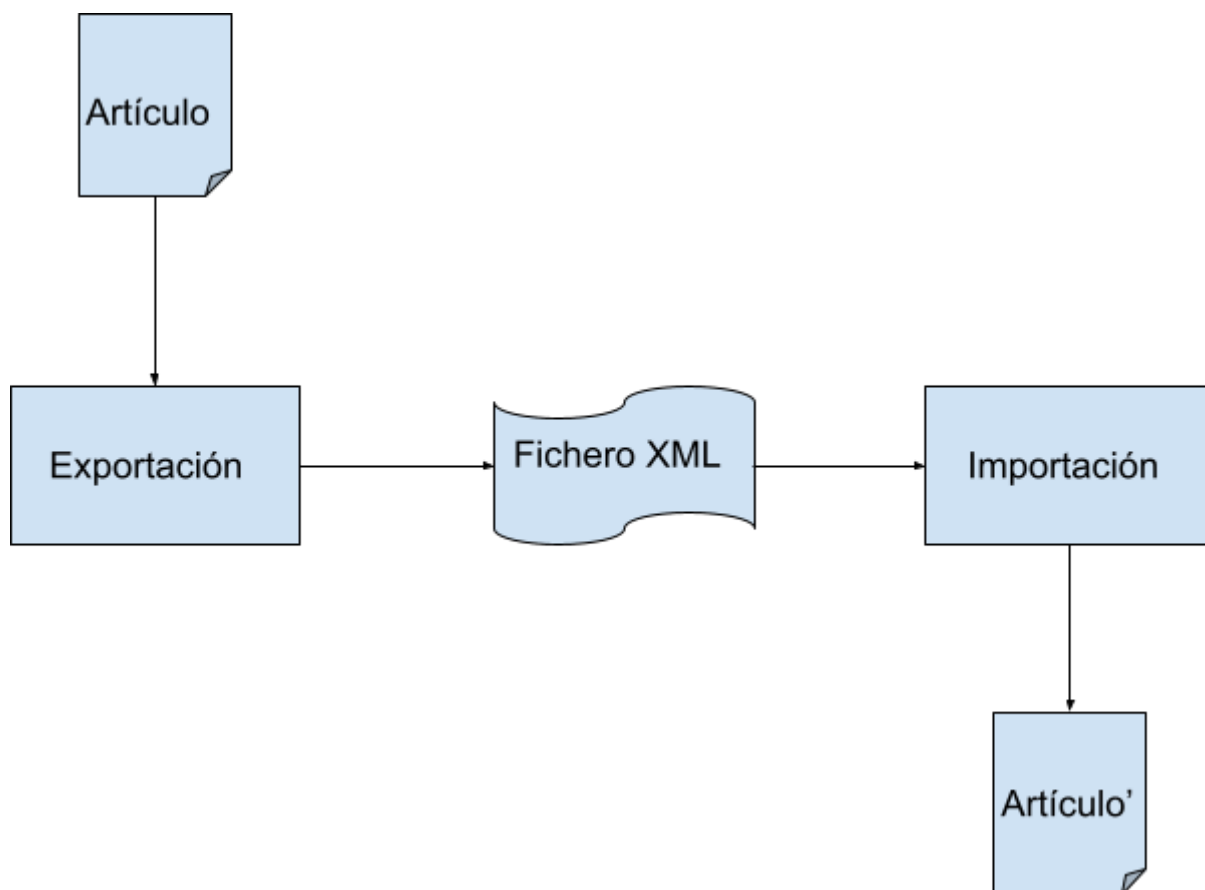 Artículo
Exportación
Fichero XML
Importación
Artículo’